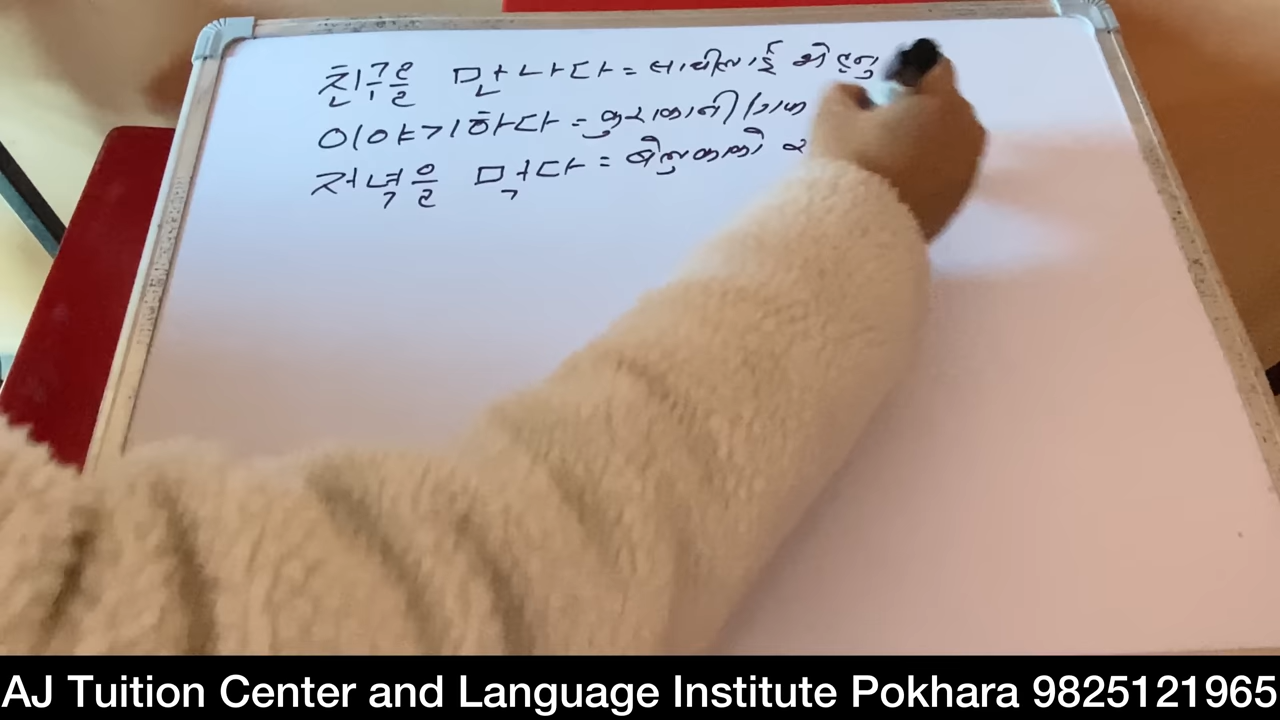 친구를 만나다 = साथीलाई भेट्नु
이야기하다 = कुराकानी / गफ
저녁을 먹다 = बेलुकाको
AJ Tuition Center and Language Institute Pokhara 9825121965